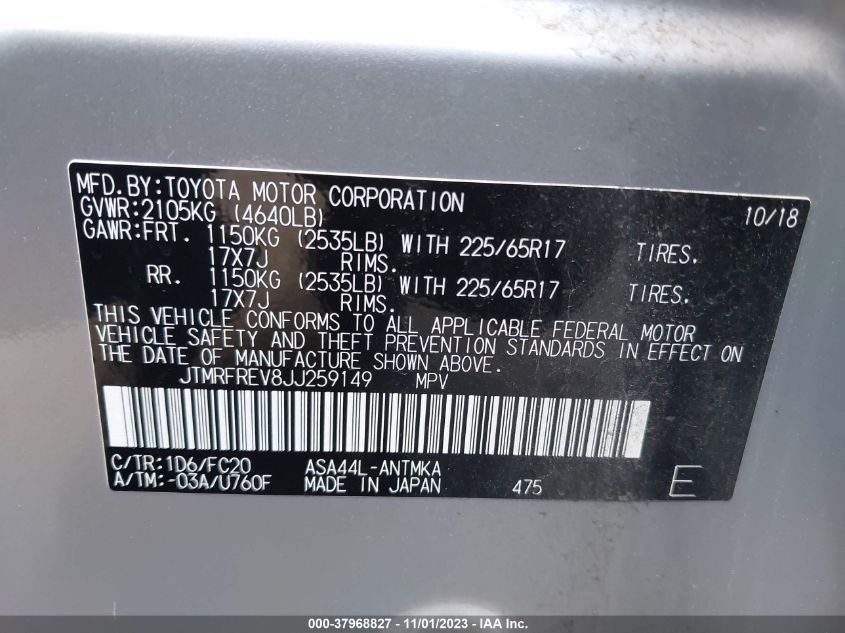 MFD.BY:TOYOTA MOTOR CORPORATION 10/18
GVWR:2105KG (4640LB)
GAWR:FRT. 1150KG (2535LB) WITH 225/65R17 TIRES.
17X7J RIMS.
RR. 1150KG (2535LB) WITH 225/65R17 TIRES.
17X7J RIMS.
THIS VEHICLE CONFORMS TO ALL APPLICABLE FEDERAL MOTOR
VEHICLE SAFETY AND THEFT PREVENTION STANDARDS IN EFFECT ON
THE DATE OF MANUFACTURE SHOWN ABOVE.
JTMRFREV8JJ259149 MPV
C/TR:1D6/FC20 ASA44L-ANTMKA
A/TM:-03A/U760F MADE IN JAPAN 475 E
000-37968827 - 11/01/2023 - IAA Inc.